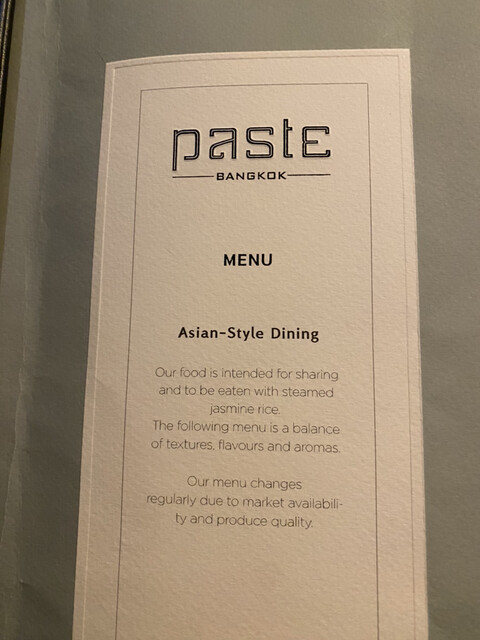 paste
BANGKOK
MENU
Asian-Style Dining
Our food is intended for sharing
and to be eaten with steamed
jasmine rice.
The following menu is a balance
of textures, flavours and aromas.
Our menu changes
regularly due to market availabili-
ty and produce quality.